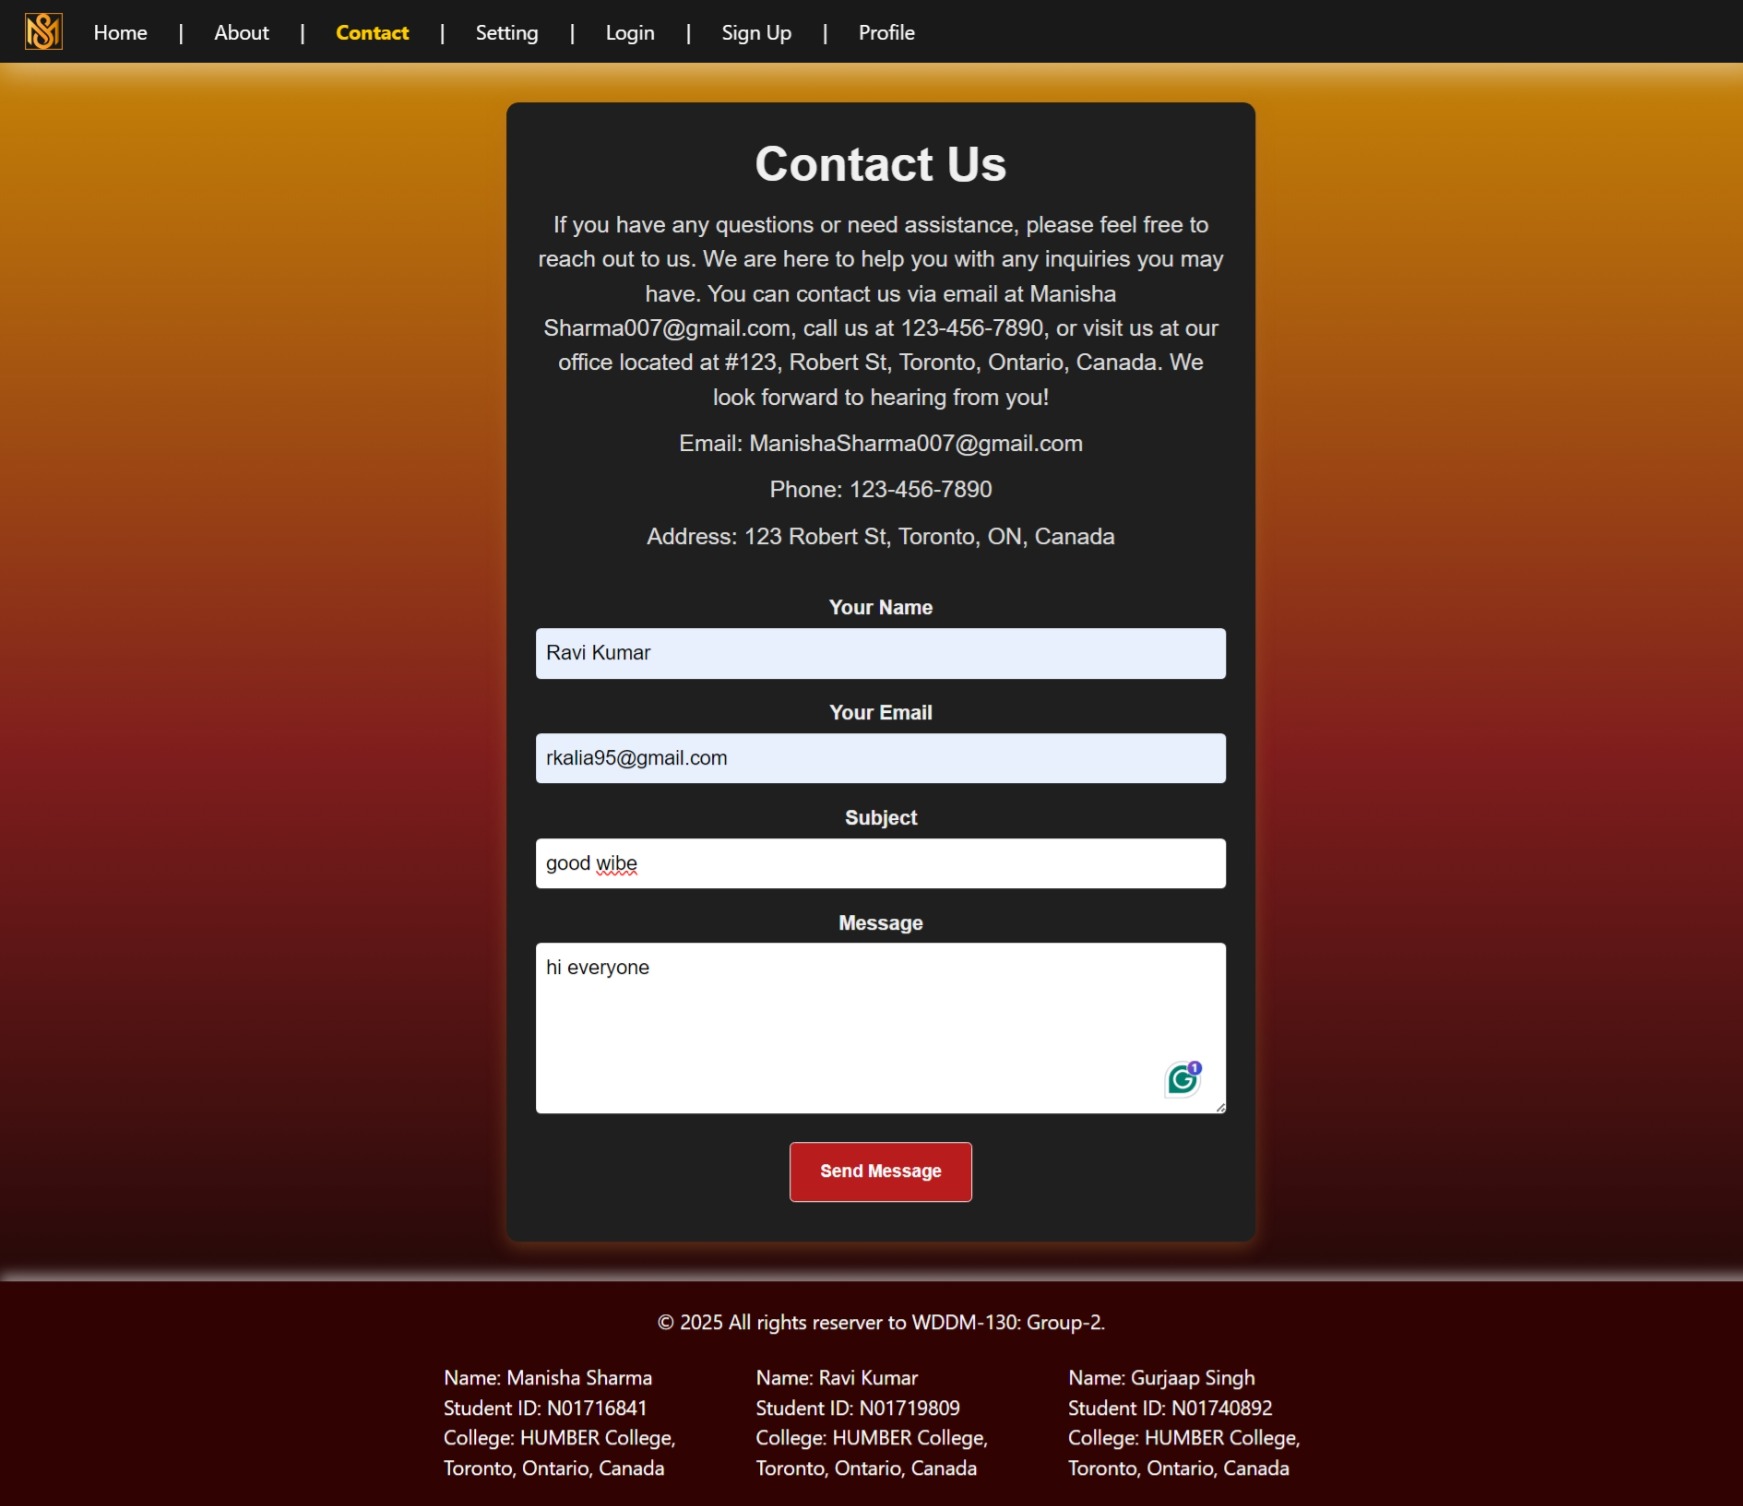 Home | About | Contact | Setting | Login | Sign Up | Profile
Contact Us
If you have any questions or need assistance, please feel free to
reach out to us. We are here to help you with any inquiries you may
have. You can contact us via email at Manisha
Sharma007@gmail.com, call us at 123-456-7890, or visit us at our
office located at #123, Robert St, Toronto, Ontario, Canada. We
look forward to hearing from you!
Email: ManishaSharma007@gmail.com
Phone: 123-456-7890
Address: 123 Robert St, Toronto, ON, Canada
Your Name
Ravi Kumar
Your Email
rkalia95@gmail.com
Subject
good wibe
Message
hi everyone
1
Send Message
© 2025 All rights reserver to WDDM-130: Group-2.
Name: Manisha Sharma
Student ID: N01716841
College: HUMBER College,
Toronto, Ontario, Canada
Name: Ravi Kumar
Student ID: N01719809
College: HUMBER College,
Toronto, Ontario, Canada
Name: Gurjaap Singh
Student ID: N01740892
College: HUMBER College,
Toronto, Ontario, Canada